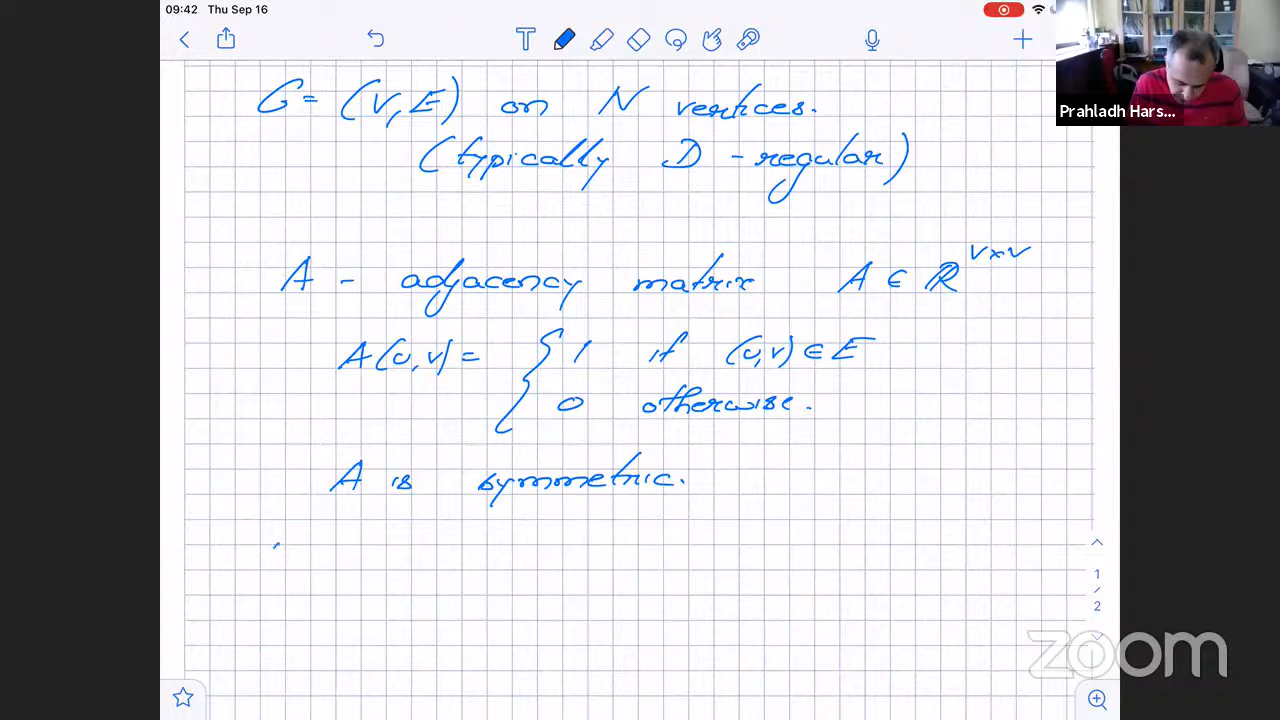 09:42 Thu Sep 16
Prahladh Hars...
G = (V, E) on N vertices.
(typically D - regular)
A - adjacency matrix A ∈ ℝ^{V×V}
A(u,v) = { 1 if (u,v) ∈ E
0 otherwise.
A is symmetric.
1
/
2
zoom